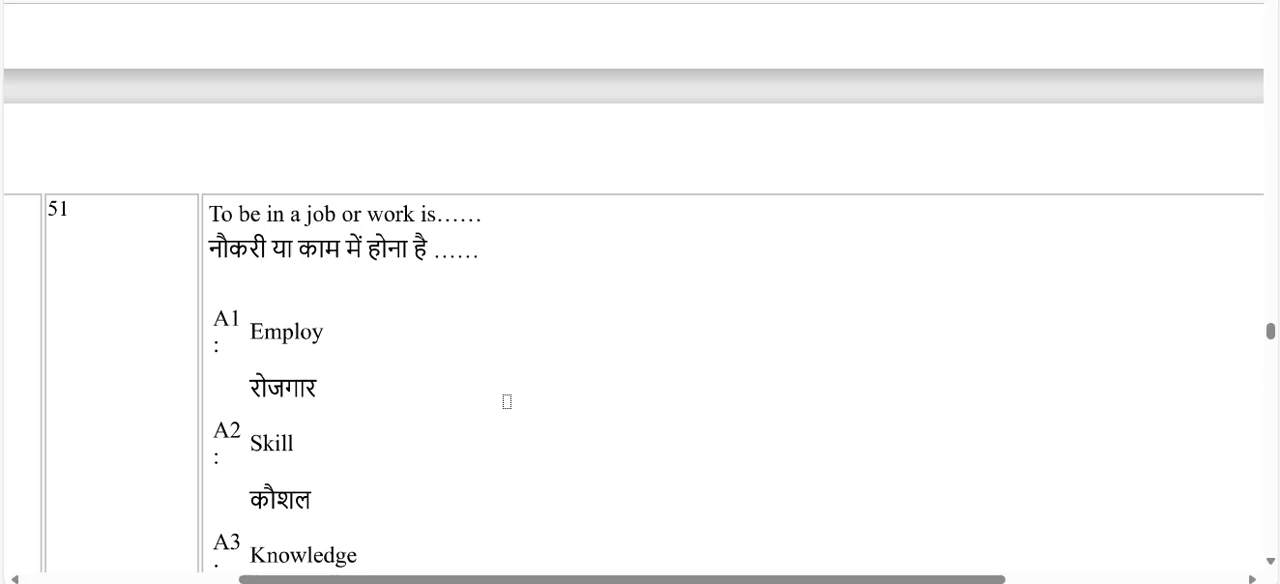 51
To be in a job or work is……
नौकरी या काम में होना है ……
A1
:
Employ
रोजगार
A2
:
Skill
कौशल
A3
Knowledge